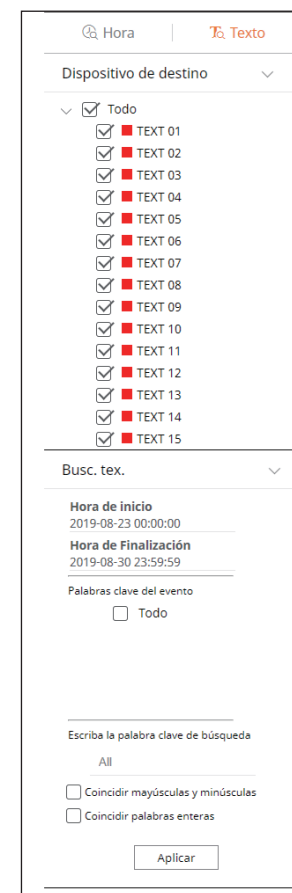 Hora Texto
Dispositivo de destino
Todo
TEXT 01
TEXT 02
TEXT 03
TEXT 04
TEXT 05
TEXT 06
TEXT 07
TEXT 08
TEXT 09
TEXT 10
TEXT 11
TEXT 12
TEXT 13
TEXT 14
TEXT 15
Busc. tex.
Hora de inicio
2019-08-23 00:00:00
Hora de Finalización
2019-08-30 23:59:59
Palabras clave del evento
Todo
Escriba la palabra clave de búsqueda
All
Coincidir mayúsculas y minúsculas
Coincidir palabras enteras
Aplicar